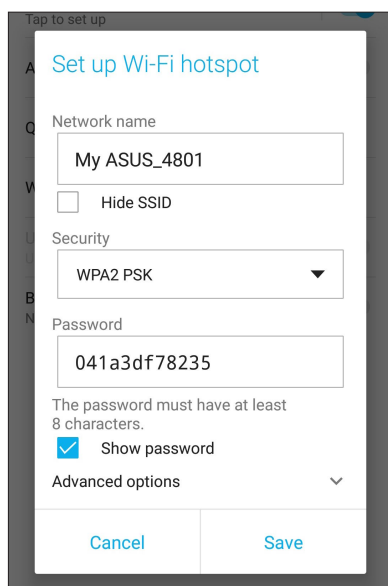 Tap to set up
A
Set up Wi-Fi hotspot
Q
Network name
My ASUS_4801
W
Hide SSID
U
Security
WPA2 PSK
B
N
Password
041a3df78235
The password must have at least
8 characters.
Show password
Advanced options
Cancel
Save